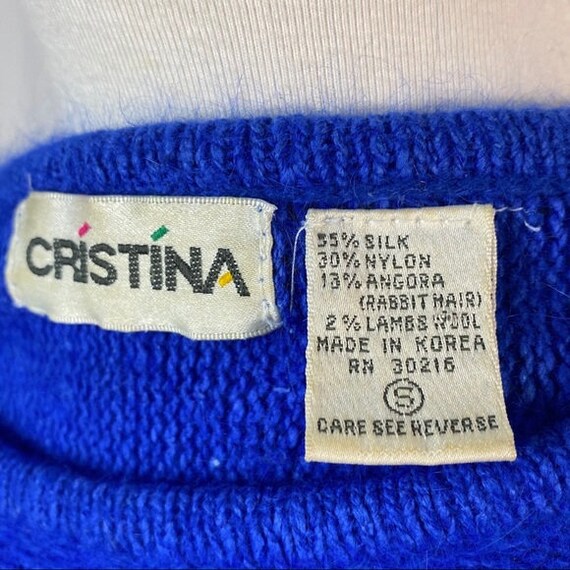 CRISTINA
55% SILK
30% NYLON
13% ANGORA
(RABBIT HAIR)
2% LAMBS WOOL
MADE IN KOREA
RN 30216
S
CARE SEE REVERSE